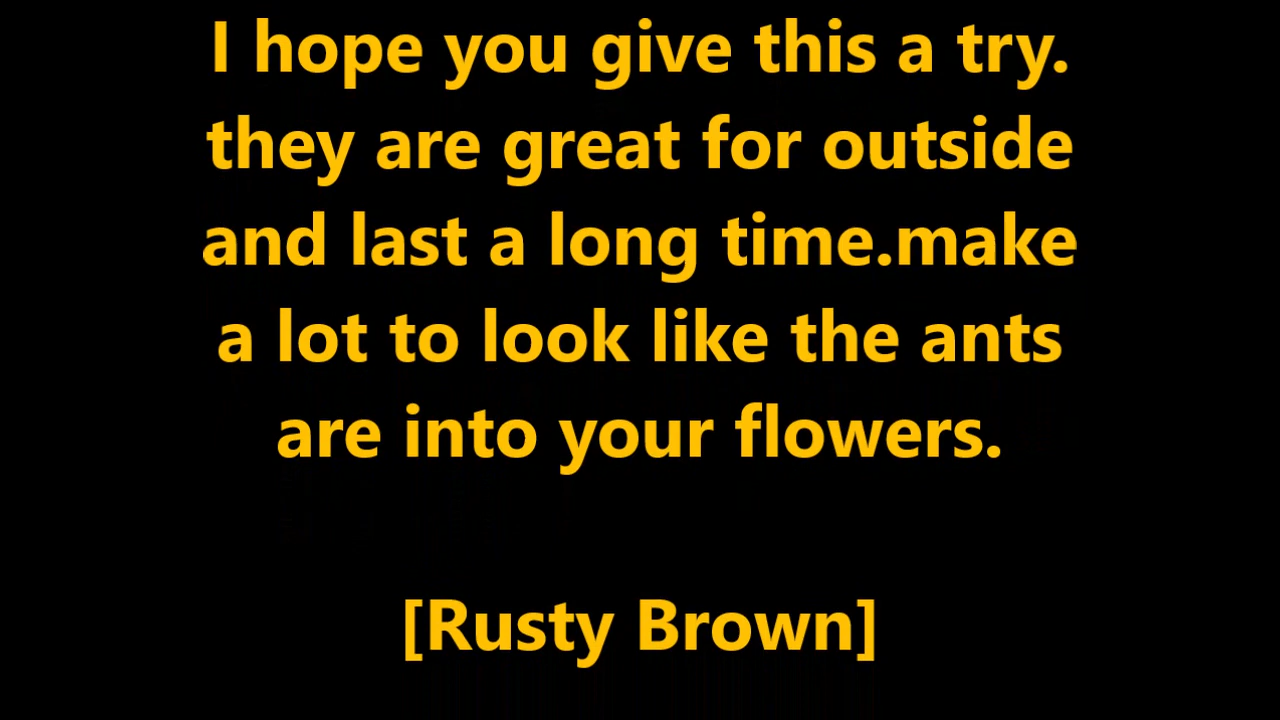 I hope you give this a try.
they are great for outside
and last a long time.make
a lot to look like the ants
are into your flowers.
[Rusty Brown]